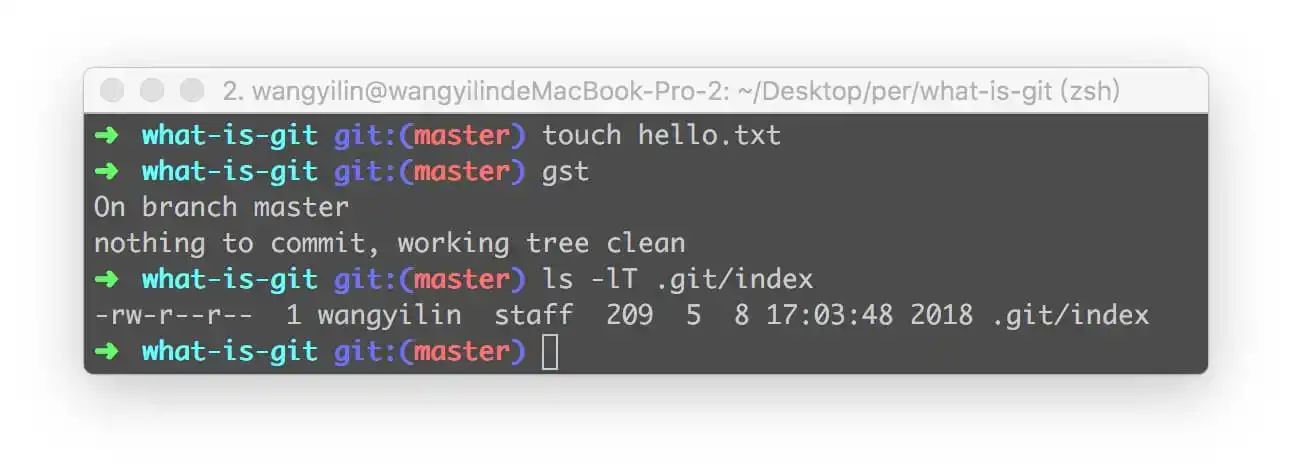 2. wangyilin@wangyilindeMacBook-Pro-2: ~/Desktop/per/what-is-git (zsh)
➜ what-is-git git:(master) touch hello.txt
➜ what-is-git git:(master) gst
On branch master
nothing to commit, working tree clean
➜ what-is-git git:(master) ls -lT .git/index
-rw-r--r--  1 wangyilin  staff  209  5  8 17:03:48 2018 .git/index
➜ what-is-git git:(master)